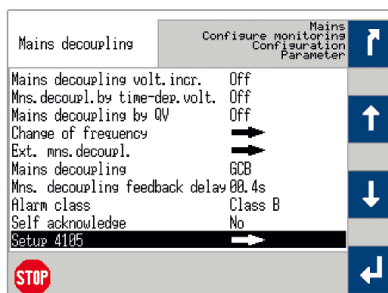 Mains decoupling
Mains
Configure monitoring
Configuration
Parameter
Mains decoupling volt.incr. Off
Mns.decoupl.by time-dep.volt. Off
Mains decoupling by QV Off
Change of frequency
Ext. mns.decoupl.
Mains decoupling GCB
Mns. decoupling feedback delay 00.4s
Alarm class Class B
Self acknowledge No
Setup 4105
STOP